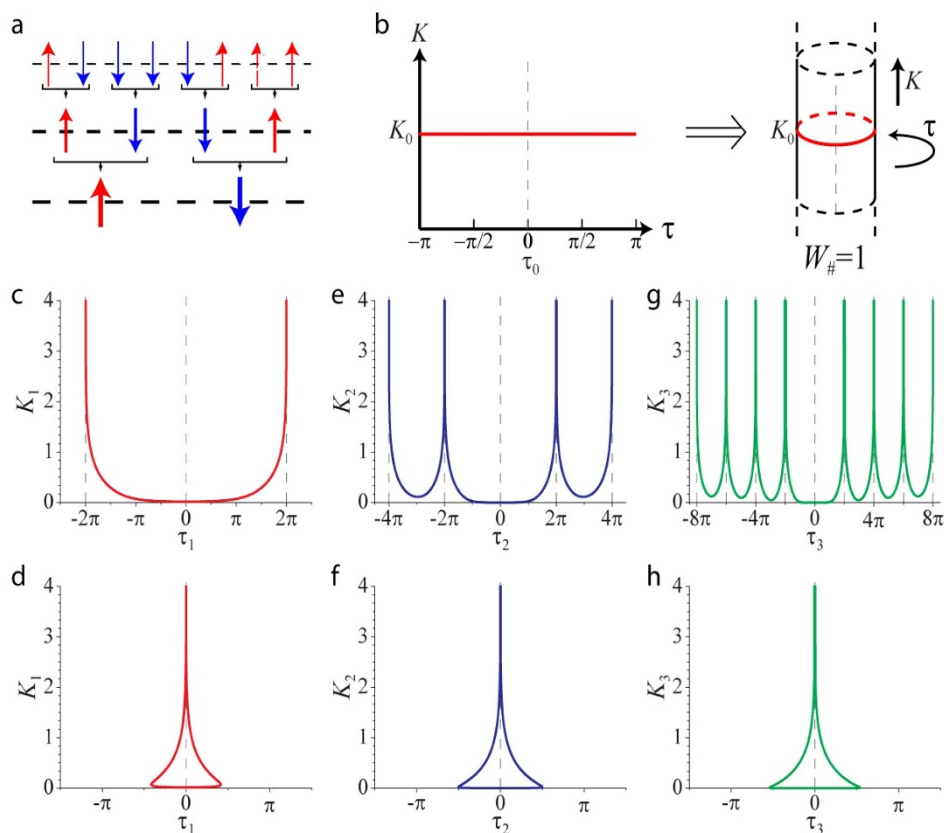 a
b
K
K₀
−π
−π/2
0
π/2
π
τ
τ₀
K
K₀
τ
W#=1
c
4
3
2
1
0
K₁
-2π
0
π
2π
τ₁
e
4
3
2
1
0
K₂
-4π
-2π
0
2π
4π
τ₂
g
4
3
2
1
0
K₃
-8π
-4π
0
4π
8π
τ₃
d
4
3
2
1
0
K₁
-π
0
π
τ₁
f
4
3
2
1
0
K₂
-π
0
π
τ₂
h
4
3
2
1
0
K₃
-π
0
π
τ₃